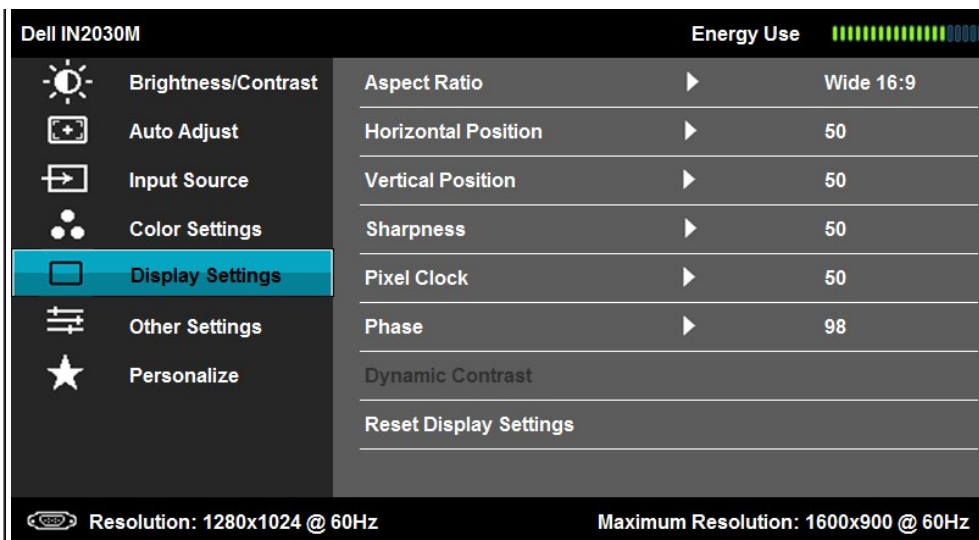 Dell IN2030M Energy Use
Brightness/Contrast Aspect Ratio Wide 16:9
Auto Adjust Horizontal Position 50
Input Source Vertical Position 50
Color Settings Sharpness 50
Display Settings Pixel Clock 50
Other Settings Phase 98
Personalize Dynamic Contrast
Reset Display Settings
Resolution: 1280x1024 @ 60Hz Maximum Resolution: 1600x900 @ 60Hz